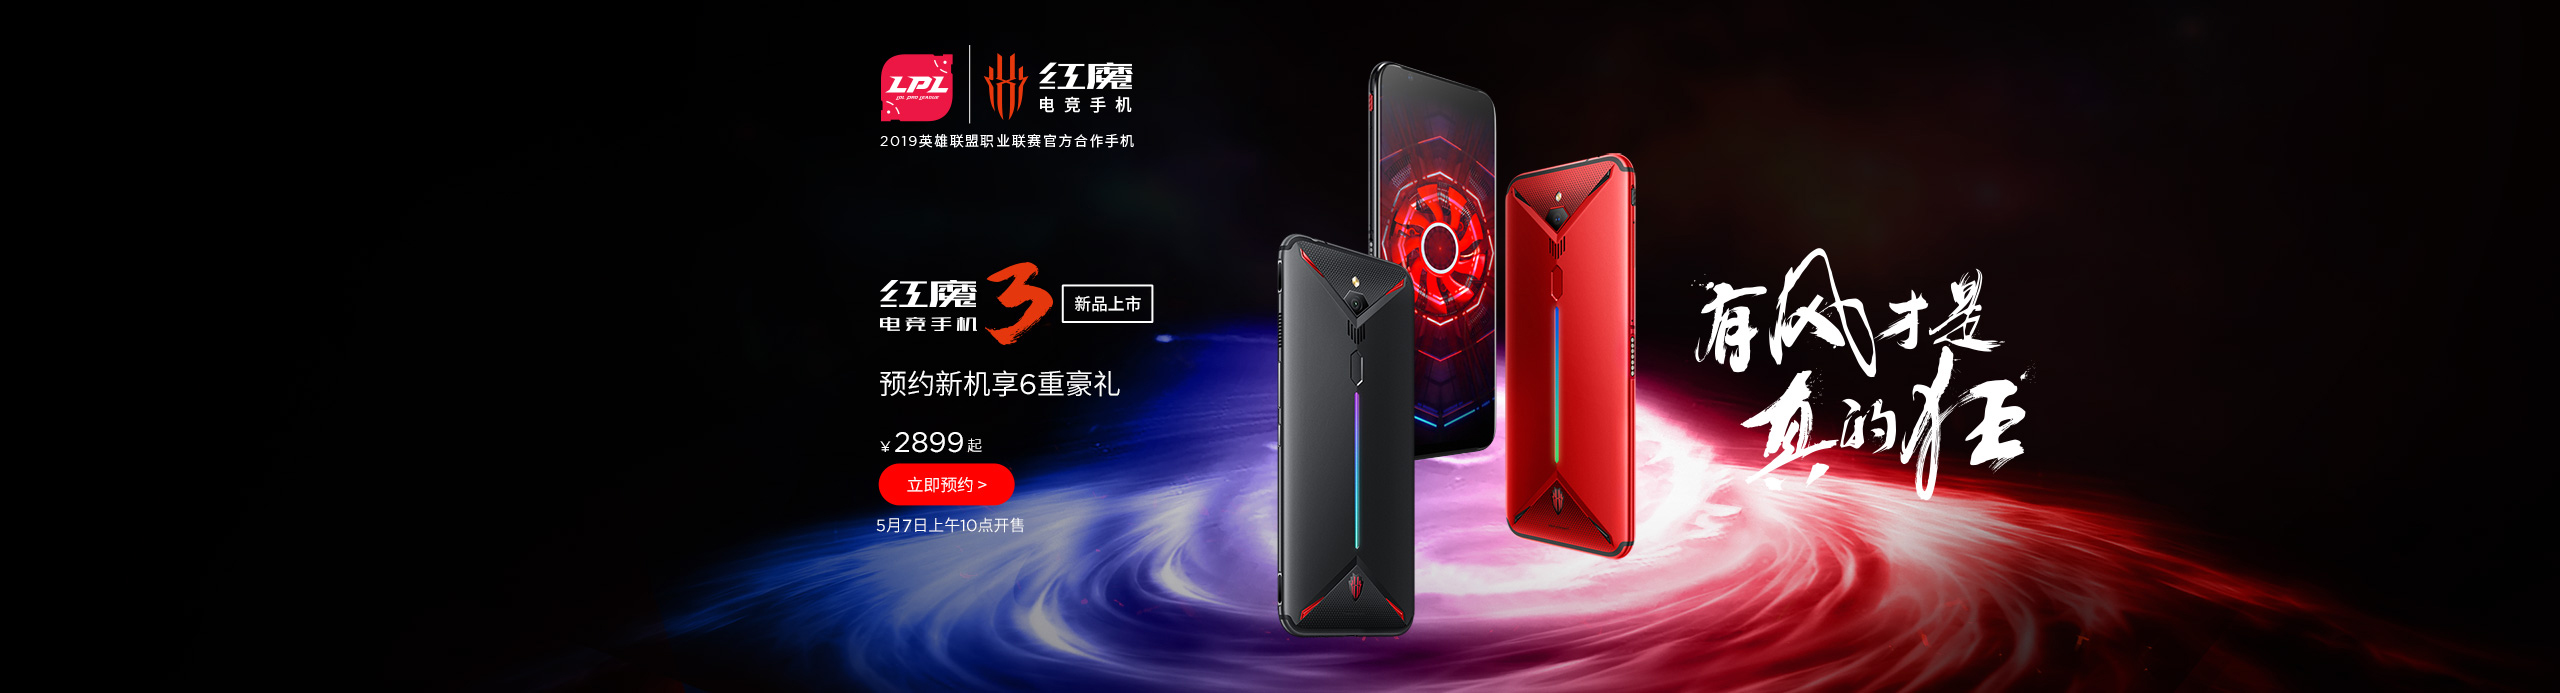 LPL
LOL PRO LEAGUE
红魔
电竞手机
2019英雄联盟职业联赛官方合作手机
红魔
电竞手机
3
新品上市
预约新机享6重豪礼
¥2899起
立即预约 >
5月7日上午10点开售
有风才是
真的狂